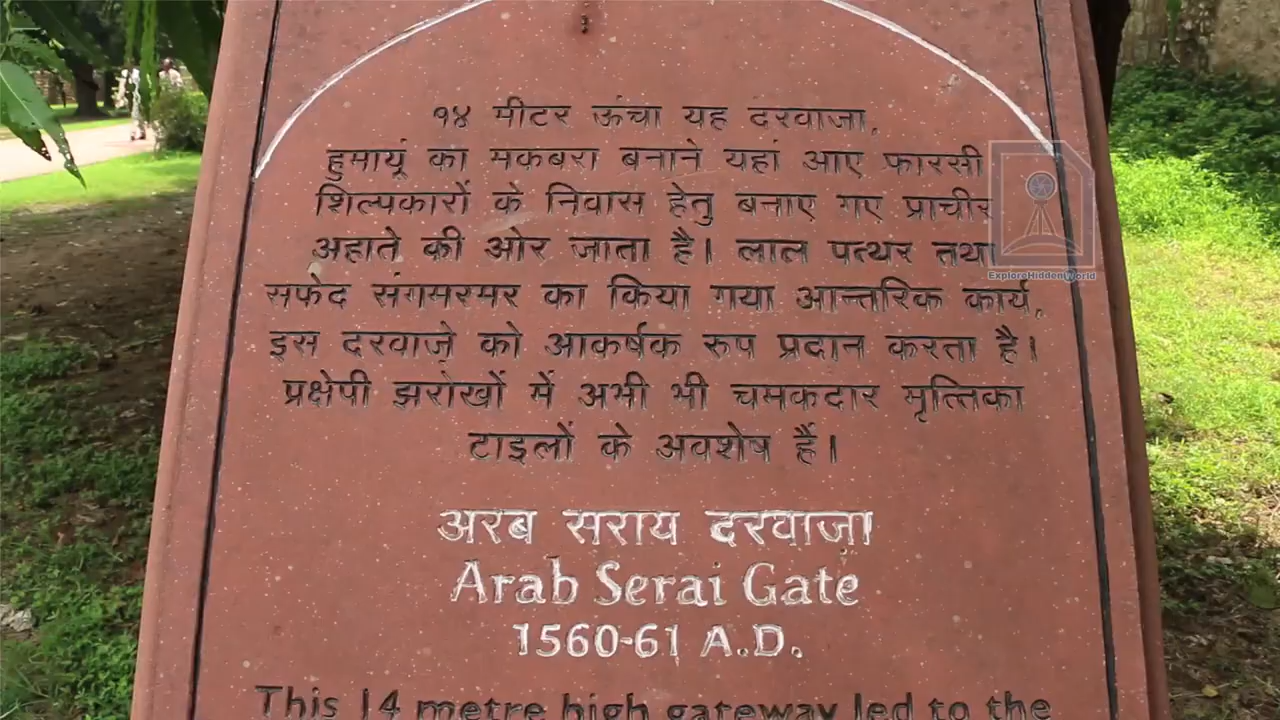 १४ मीटर ऊंचा यह दरवाजा,
हुमायूं का मकबरा बनाने यहां आए फारसी
शिल्पकारों के निवास हेतु बनाए गए प्राचीर
अहाते की ओर जाता है। लाल पत्थर तथा
सफेद संगमरमर का किया गया आन्तरिक कार्य,
इस दरवाज़े को आकर्षक रुप प्रदान करता है।
प्रक्षेपी झरोखों में अभी भी चमकदार मृत्तिका
टाइलों के अवशेष हैं।
अरब सराय दरवाज़ा
Arab Serai Gate
1560-61 A.D.
This 14 metre high gateway led to the
ExploreHiddenWorld